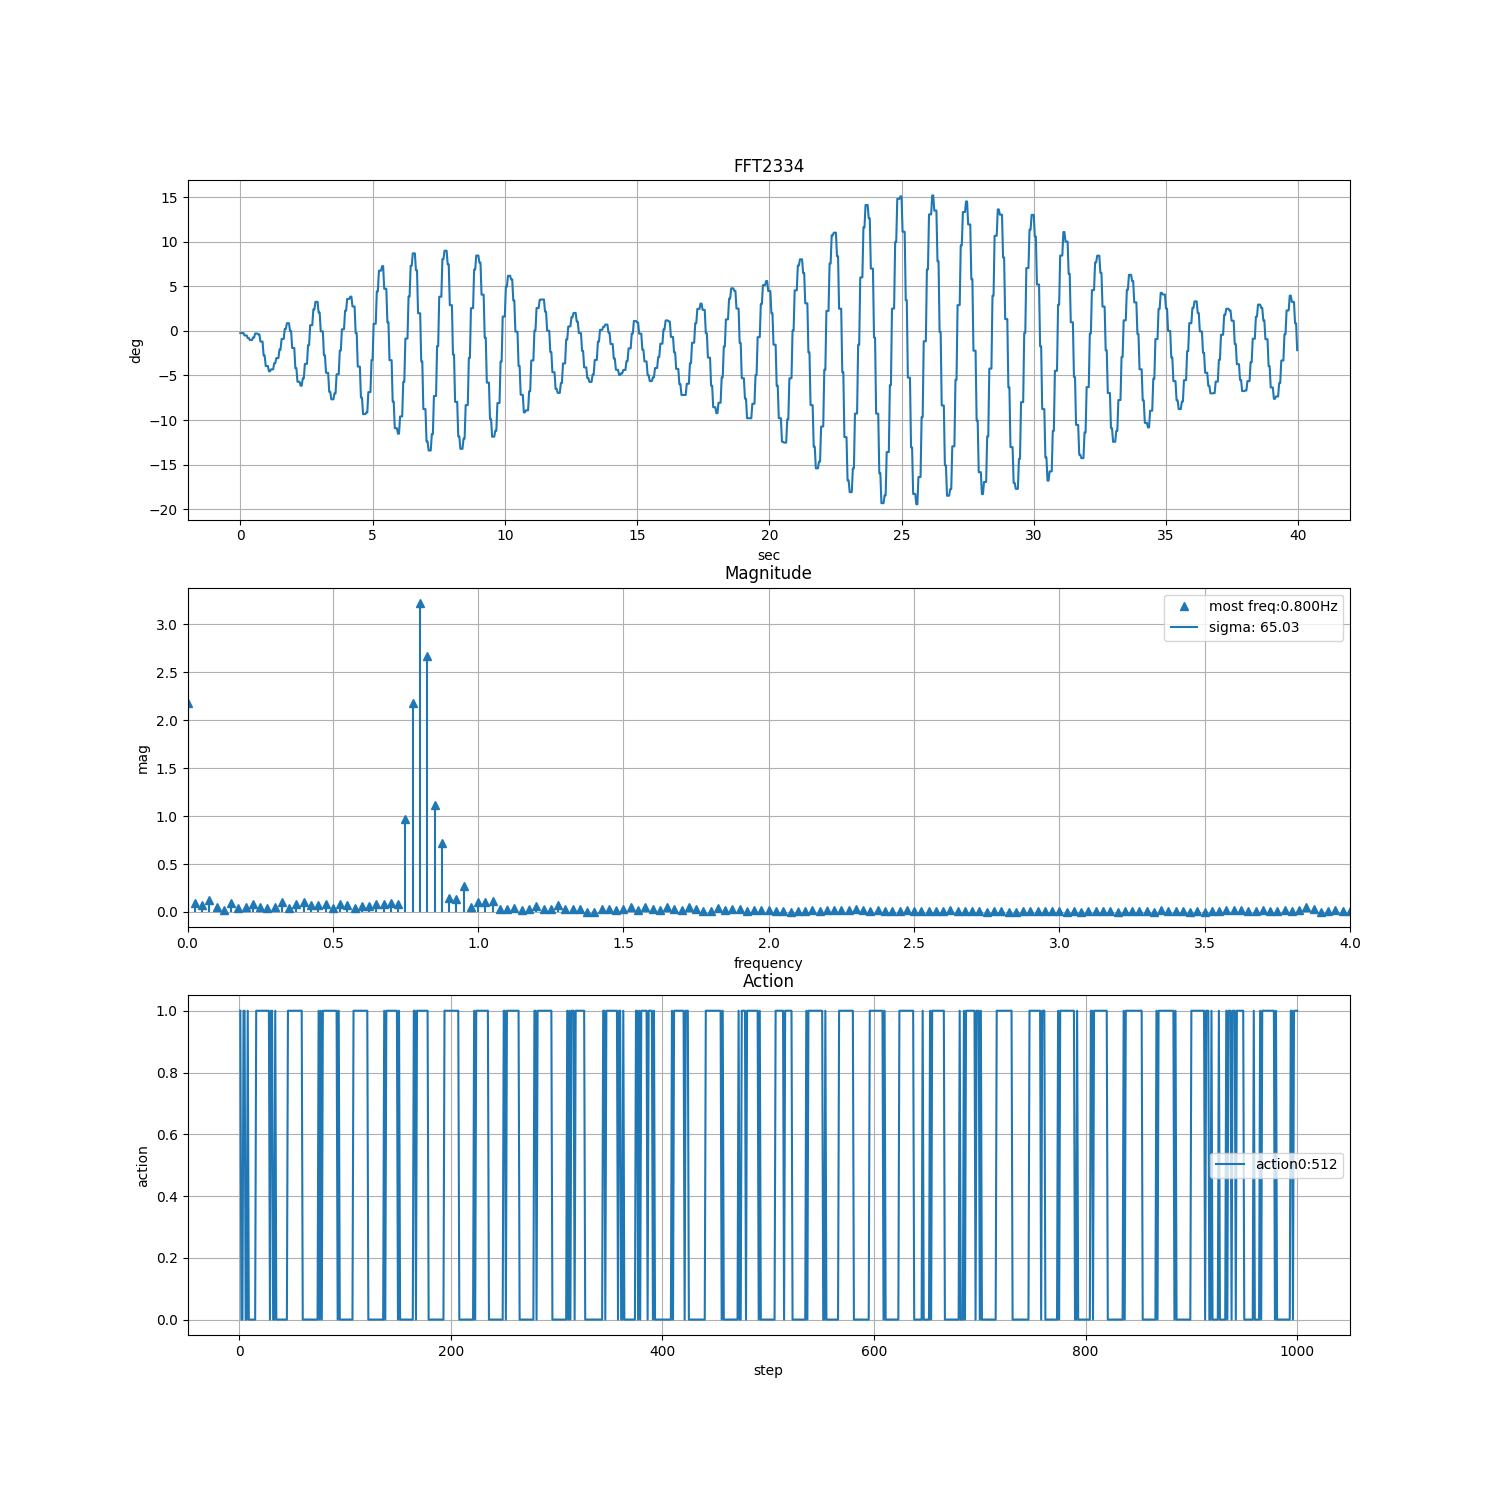 FFT2334
15
10
5
0
−5
−10
−15
−20
deg
0 5 10 15 20 25 30 35 40
sec
Magnitude
most freq:0.800Hz
sigma: 65.03
3.0
2.5
2.0
1.5
1.0
0.5
0.0
mag
0.0 0.5 1.0 1.5 2.0 2.5 3.0 3.5 4.0
frequency
Action
1.0
0.8
0.6
0.4
0.2
0.0
action
action0:512
0 200 400 600 800 1000
step